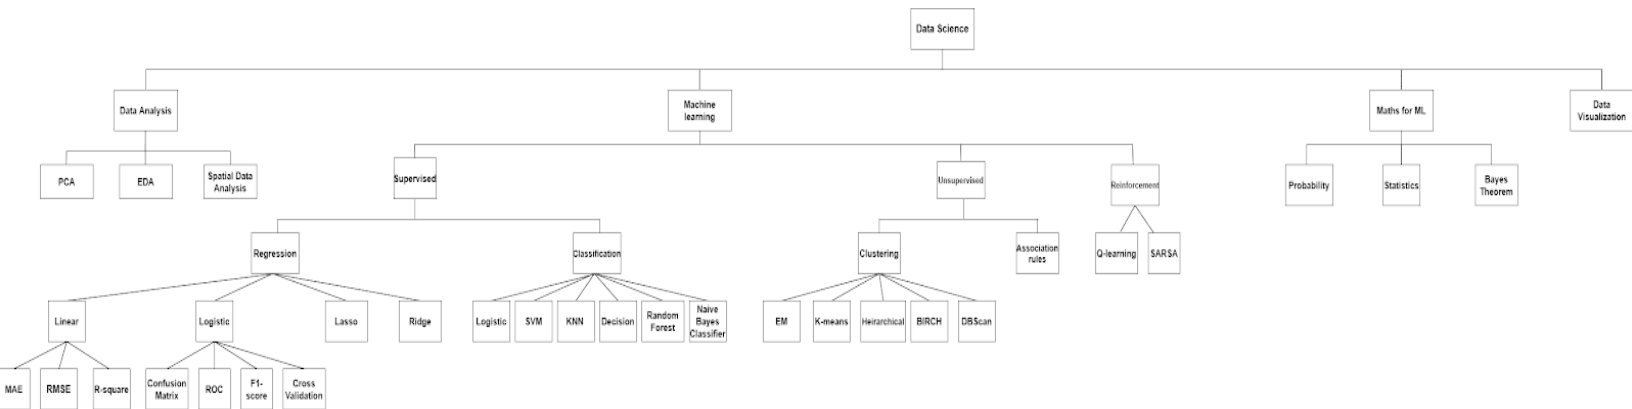 Data Science
Data Analysis
Machine
learning
Maths for ML
Data
Visualization
PCA
EDA
Spatial Data
Analysis
Supervised
Unsupervised
Reinforcement
Probability
Statistics
Bayes
Theorem
Regression
Classification
Clustering
Association
rules
Q-learning
SARSA
Linear
Logistic
Lasso
Ridge
Logistic
SVM
KNN
Decision
Random
Forest
Naive
Bayes
Classifier
EM
K-means
Heirarchical
BIRCH
DBScan
MAE
RMSE
R-square
Confusion
Matrix
ROC
F1-
score
Cross
Validation